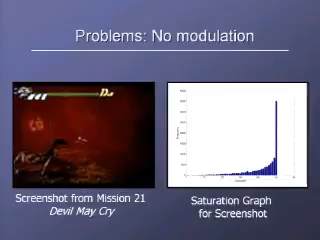 Problems: No modulation
Screenshot from Mission 21
Devil May Cry
Saturation Graph
for Screenshot